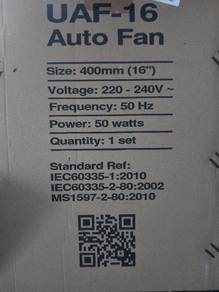 UAF-16
Auto Fan
Size: 400mm (16")
Voltage: 220 - 240V ~
Frequency: 50 Hz
Power: 50 watts
Quantity: 1 set
Standard Ref:
IEC60335-1:2010
IEC60335-2-80:2002
MS1597-2-80:2010